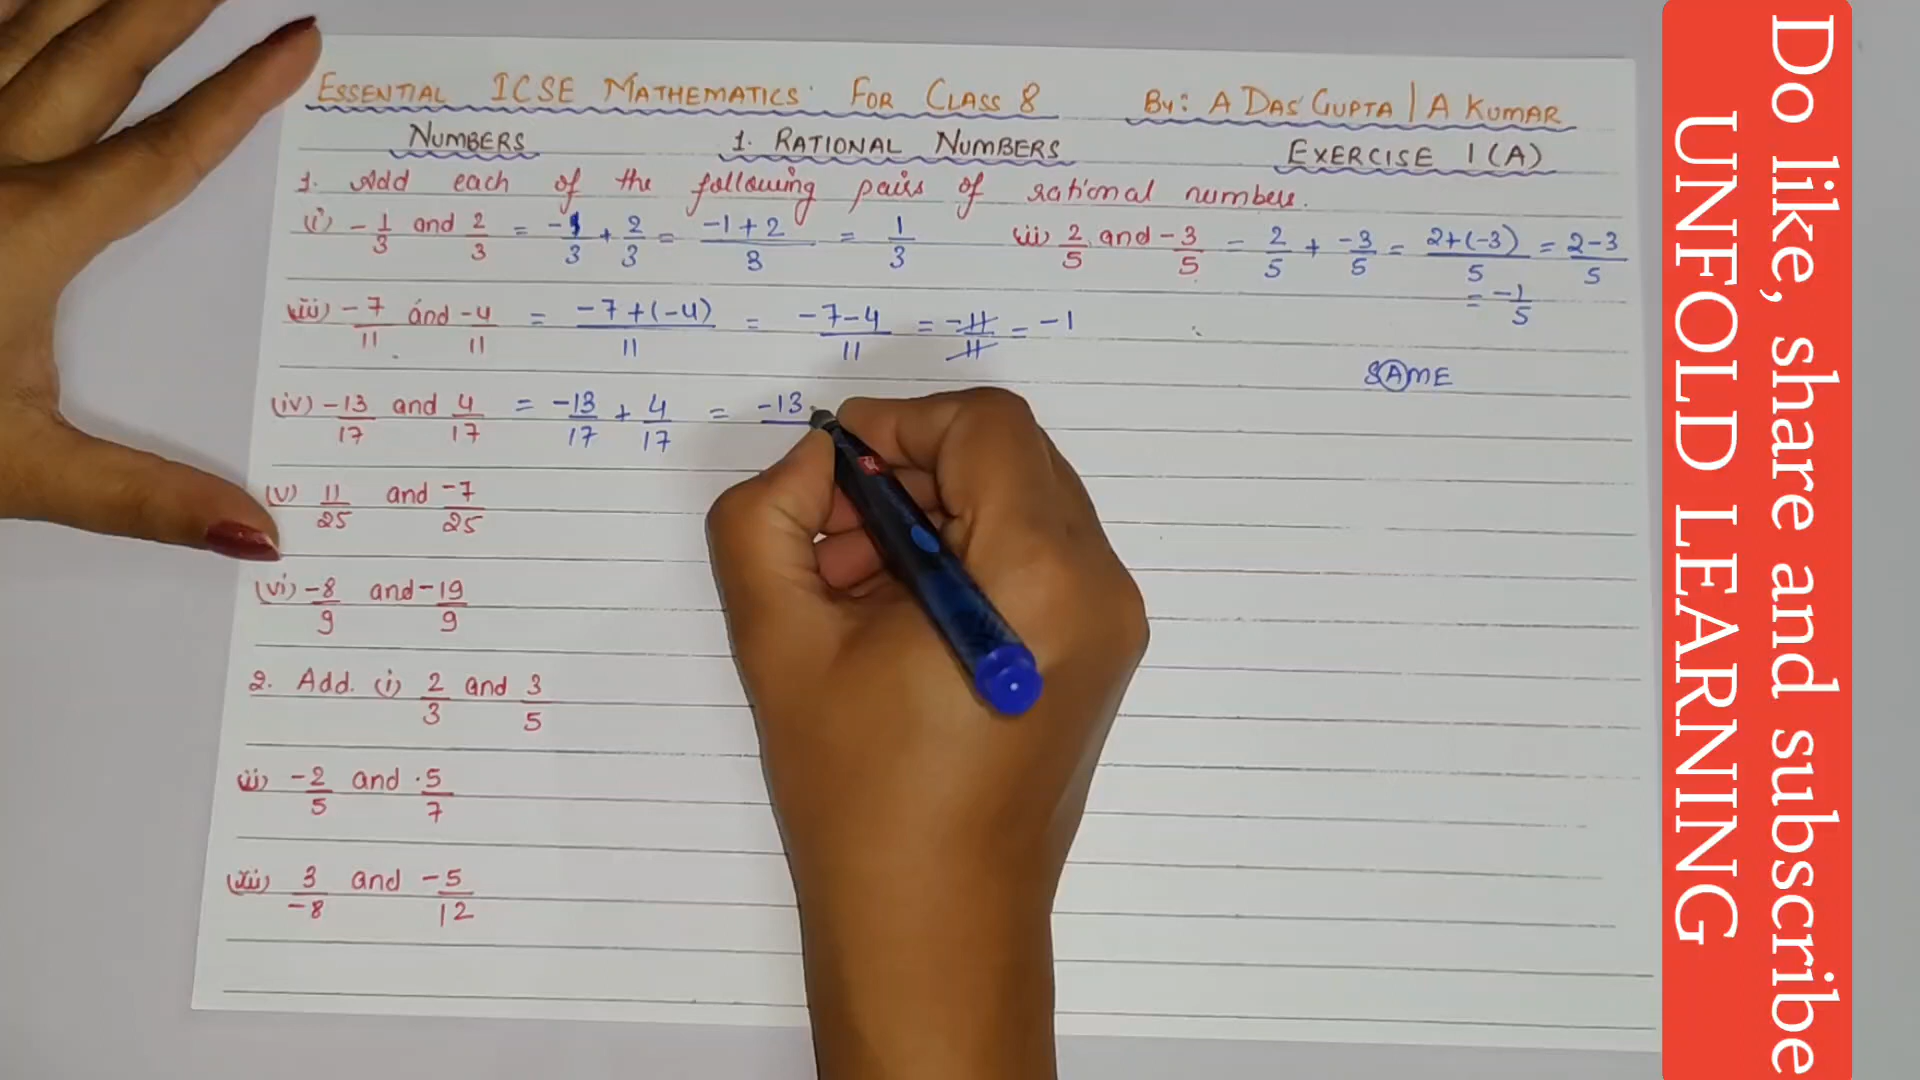 ESSENTIAL ICSE MATHEMATICS FOR CLASS 8 By: A DAS GUPTA | A KUMAR
NUMBERS 1. RATIONAL NUMBERS EXERCISE 1(A)
1. Add each of the following pairs of rational numbers.
(i) -1/3 and 2/3 = -1/3 + 2/3 = -1+2/3 = 1/3 (ii) 2/5 and -3/5 = 2/5 + -3/5 = 2+(-3)/5 = 2-3/5
= -1/5
(iii) -7/11 and -4/11 = -7+(-4)/11 = -7-4/11 = -11/11 = -1
SAME
(iv) -13/17 and 4/17 = -13/17 + 4/17 = -13
(v) 11/25 and -7/25
(vi) -8/9 and -19/9
2. Add. (i) 2/3 and 3/5
(ii) -2/5 and 5/7
(iii) 3/-8 and -5/12
Do like, share and subscribe
UNFOLD LEARNING